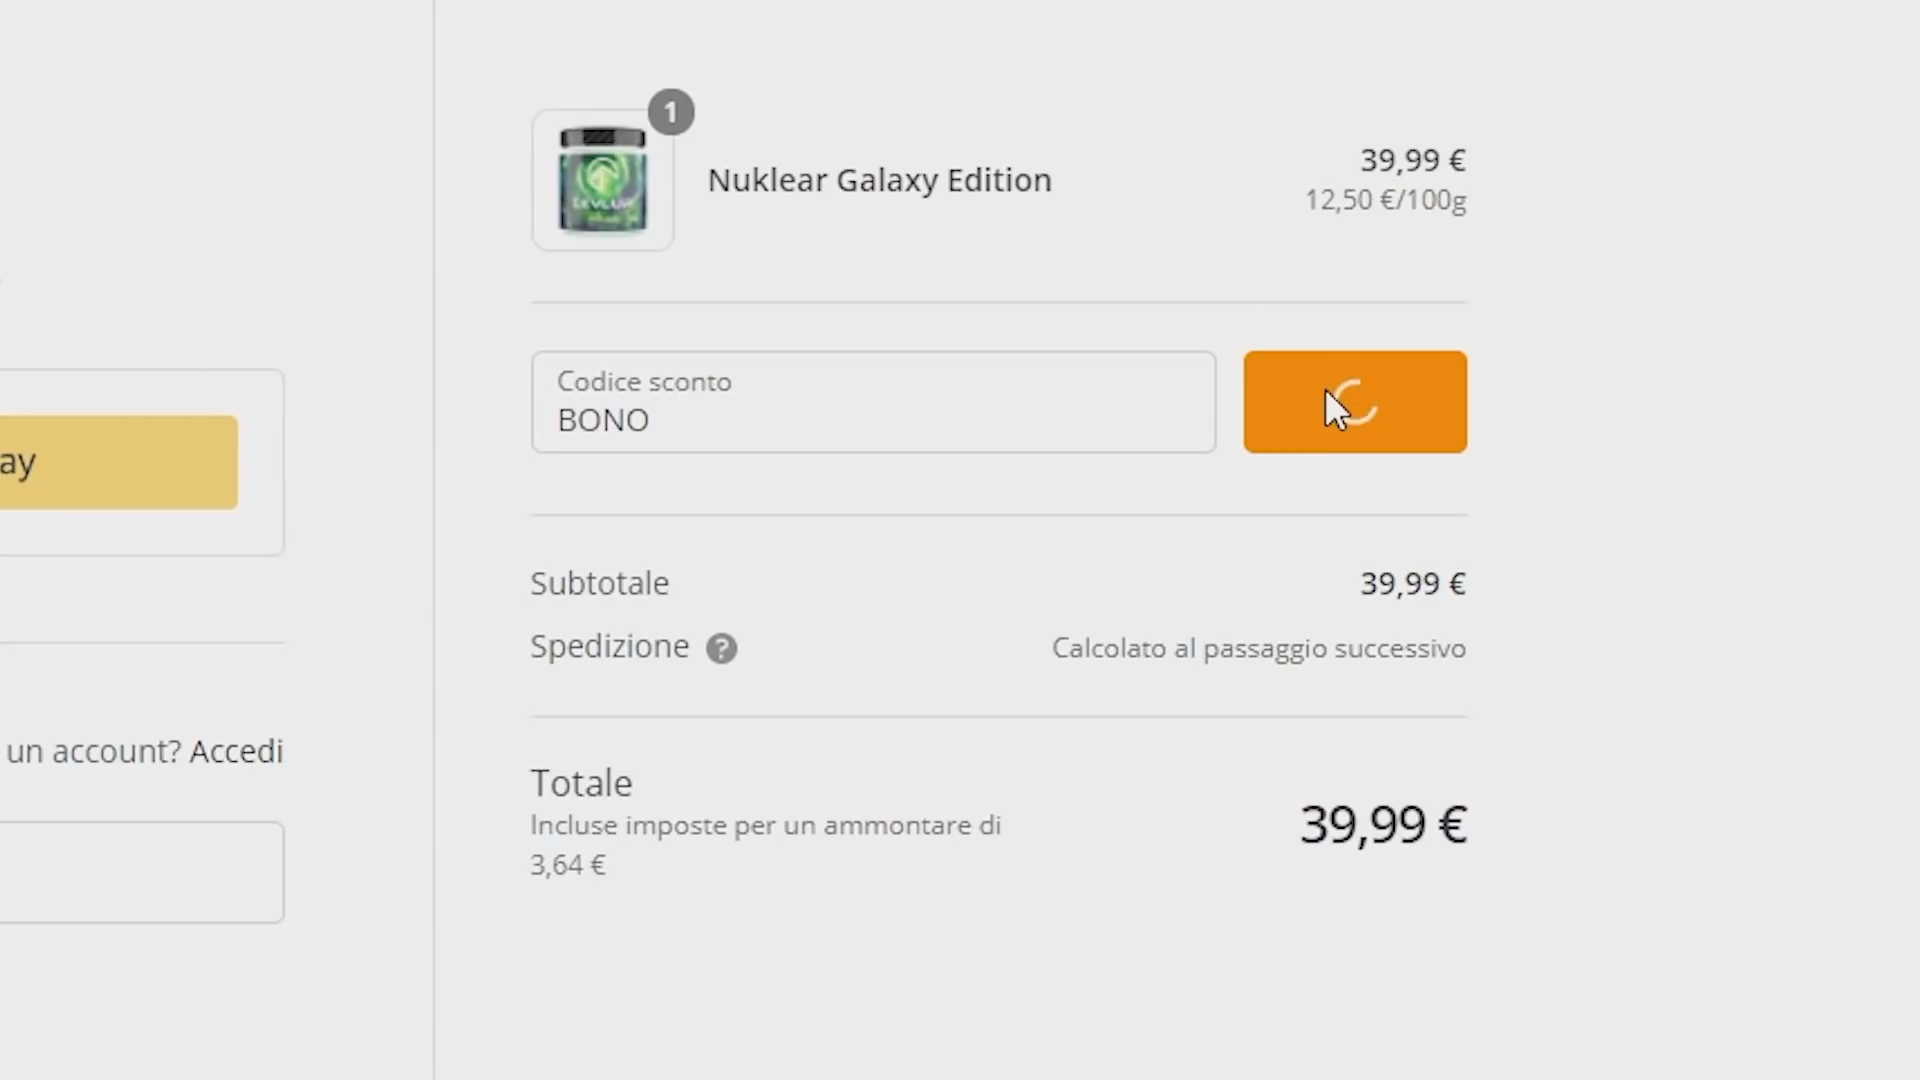 1
Nuklear Galaxy Edition
39,99 €
12,50 €/100g
Codice sconto
BONO
ay
Subtotale
39,99 €
Spedizione ?
Calcolato al passaggio successivo
un account? Accedi
Totale
Incluse imposte per un ammontare di
3,64 €
39,99 €